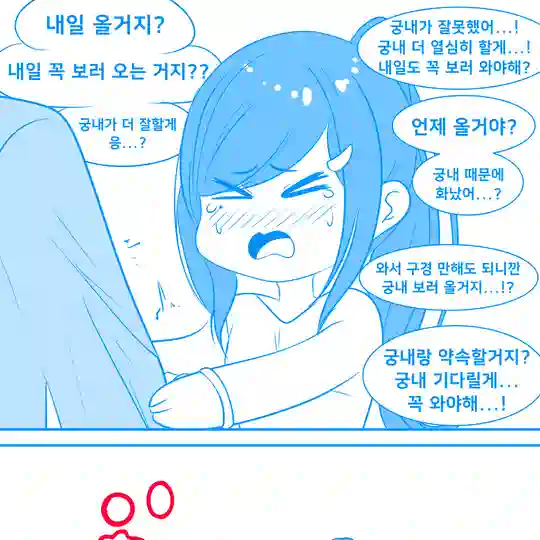 내일 올거지?
내일 꼭 보러 오는 거지??
궁내가 더 잘할게
응...?
궁내가 잘못했어...!
궁내 더 열심히 할게...!
내일도 꼭 보러 와야해?
언제 올거야?
궁내 때문에
화났어...?
와서 구경 만해도 되니깐
궁내 보러 올거지...!?
궁내랑 약속할거지?
궁내 기다릴게...
꼭 와야해...!